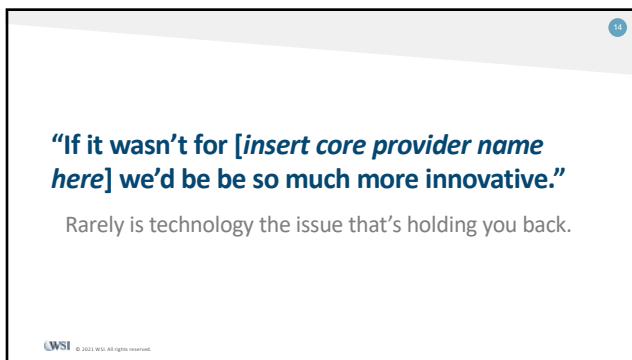 14
“If it wasn’t for [insert core provider name
here] we’d be be so much more innovative.”
Rarely is technology the issue that’s holding you back.
WSI © 2021 WSI. All rights reserved.